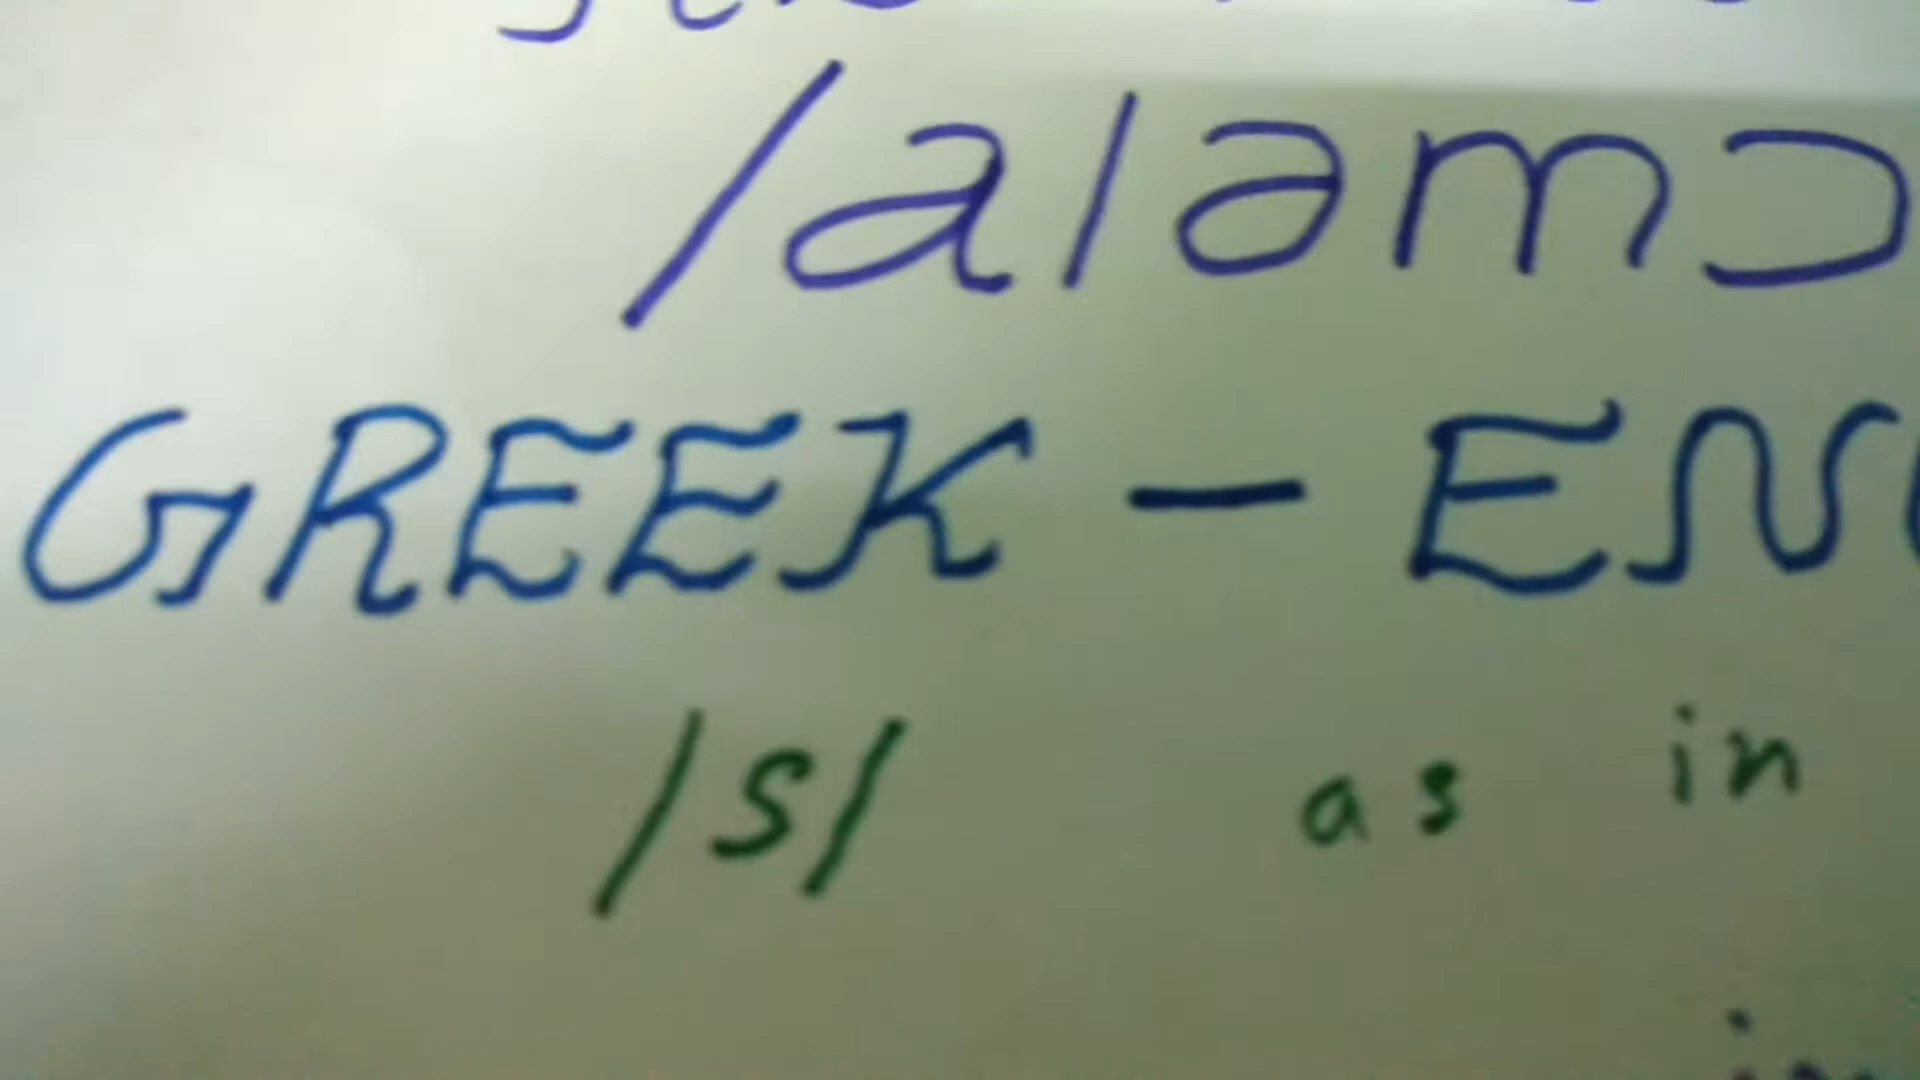 /aləmɔ
GREEK - EN
/s/ as in